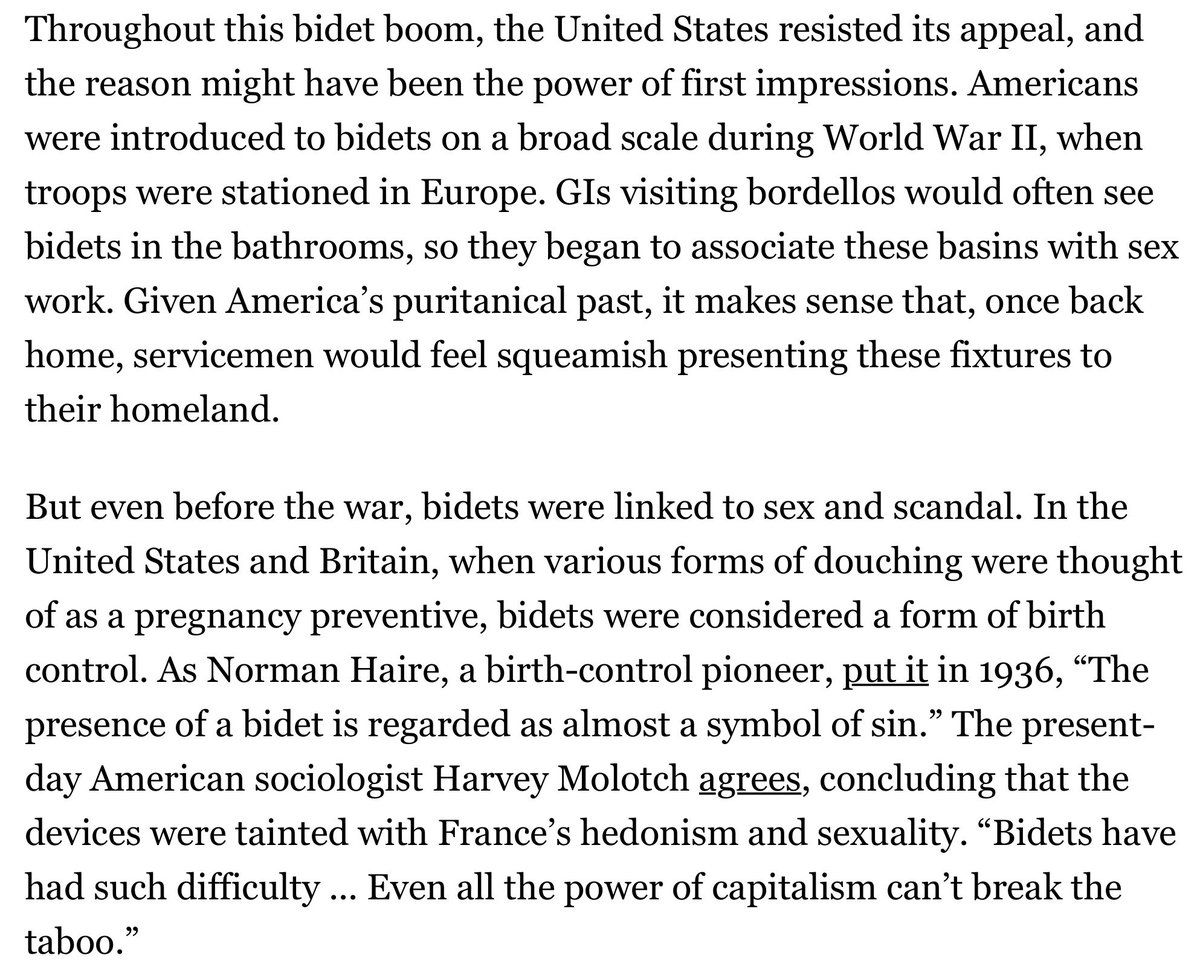 Throughout this bidet boom, the United States resisted its appeal, and
the reason might have been the power of first impressions. Americans
were introduced to bidets on a broad scale during World War II, when
troops were stationed in Europe. GIs visiting bordellos would often see
bidets in the bathrooms, so they began to associate these basins with sex
work. Given America’s puritanical past, it makes sense that, once back
home, servicemen would feel squeamish presenting these fixtures to
their homeland.
But even before the war, bidets were linked to sex and scandal. In the
United States and Britain, when various forms of douching were thought
of as a pregnancy preventive, bidets were considered a form of birth
control. As Norman Haire, a birth-control pioneer, put it in 1936, “The
presence of a bidet is regarded as almost a symbol of sin.” The present-
day American sociologist Harvey Molotch agrees, concluding that the
devices were tainted with France’s hedonism and sexuality. “Bidets have
had such difficulty ... Even all the power of capitalism can’t break the
taboo.”